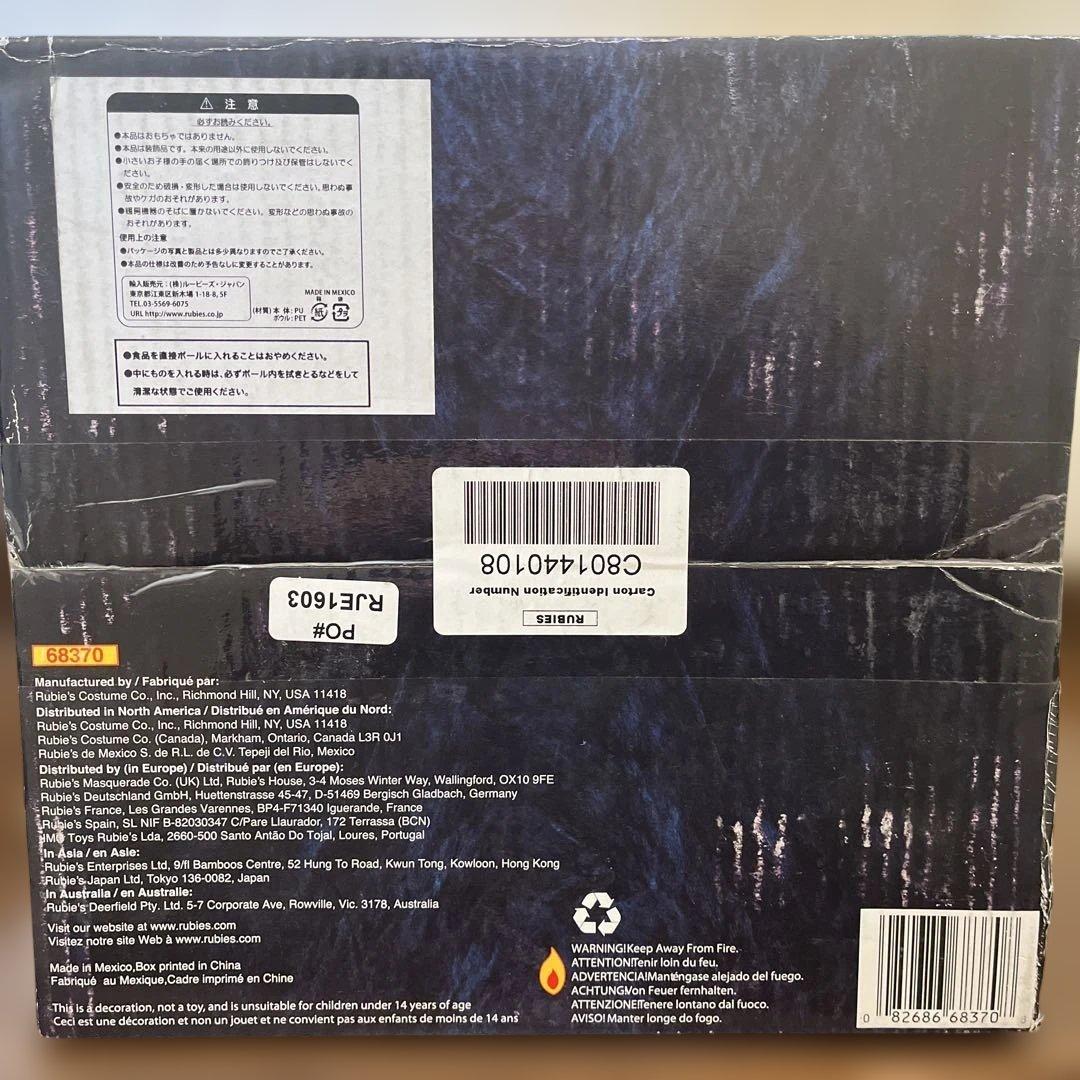 ⚠ 注意
必ずお読みください。
●本品はおもちゃではありません。
●本品は装飾品です。本来の用途以外に使用しないでください。
●小さいお子様の手の届く場所での飾りつけ及び保管はしないでく
ださい。
●安全のため破損・変形した場合は使用しないでください。思わぬ事
故やケガのおそれがあります。
●暖房機器のそばに置かないでください。変形などの思わぬ事故の
おそれがあります。
使用上の注意
●パッケージの写真と製品とは多少異なりますのでご了承ください。
●本品の仕様は改善のため予告なしに変更することがあります。
輸入販売元：(株)ルービーズ・ジャパン
東京都江東区新木場 1-18-8, 5F
TEL.03-5569-6075
URL http://www.rubies.co.jp
MADE IN MEXICO
箱 袋
(材質) 本 体: PU
ボウル: PET
紙 プラ
●食品を直接ボールに入れることはおやめください。
●中にものを入れる時は、必ずボール内を拭きとるなどをして
清潔な状態でご使用ください。
RUBIES
Carton Identification Number
C801440108
PO#
RJE1603
68370
Manufactured by / Fabriqué par:
Rubie's Costume Co., Inc., Richmond Hill, NY, USA 11418
Distributed in North America / Distribué en Amérique du Nord:
Rubie's Costume Co., Inc., Richmond Hill, NY, USA 11418
Rubie's Costume Co. (Canada), Markham, Ontario, Canada L3R 0J1
Rubie's de Mexico S. de R.L. de C.V. Tepeji del Rio, Mexico
Distributed by (in Europe) / Distribué par (en Europe):
Rubie's Masquerade Co. (UK) Ltd, Rubie's House, 3-4 Moses Winter Way, Wallingford, OX10 9FE
Rubie's Deutschland GmbH, Huettenstrasse 45-47, D-51469 Bergisch Gladbach, Germany
Rubie's France, Les Grandes Varennes, BP4-F71340 Iguerande, France
Rubie's Spain, SL NIF B-82030347 C/Pare Llaurador, 172 Terrassa (BCN)
IMO Toys Rubie's Lda, 2660-500 Santo Antão Do Tojal, Loures, Portugal
In Asia / en Asie:
Rubie's Enterprises Ltd, 9/fl Bamboos Centre, 52 Hung To Road, Kwun Tong, Kowloon, Hong Kong
Rubie's Japan Ltd, Tokyo 136-0082, Japan
In Australia / en Australie:
Rubie's Deerfield Pty. Ltd. 5-7 Corporate Ave, Rowville, Vic. 3178, Australia
Visit our website at www.rubies.com
Visitez notre site Web à www.rubies.com
Made in Mexico,Box printed in China
Fabriqué au Mexique,Cadre imprimé en Chine
This is a decoration, not a toy, and is unsuitable for children under 14 years of age
Ceci est une décoration et non un jouet et ne convient pas aux enfants de moins de 14 ans
WARNING!Keep Away From Fire.
ATTENTION!Tenir loin du feu.
ADVERTENCIA!Manténgase alejado del fuego.
ACHTUNG!Von Feuer fernhalten.
ATTENZIONE!Tenere lontano dal fuoco.
AVISO! Manter longe do fogo.
0 82686 68370 3